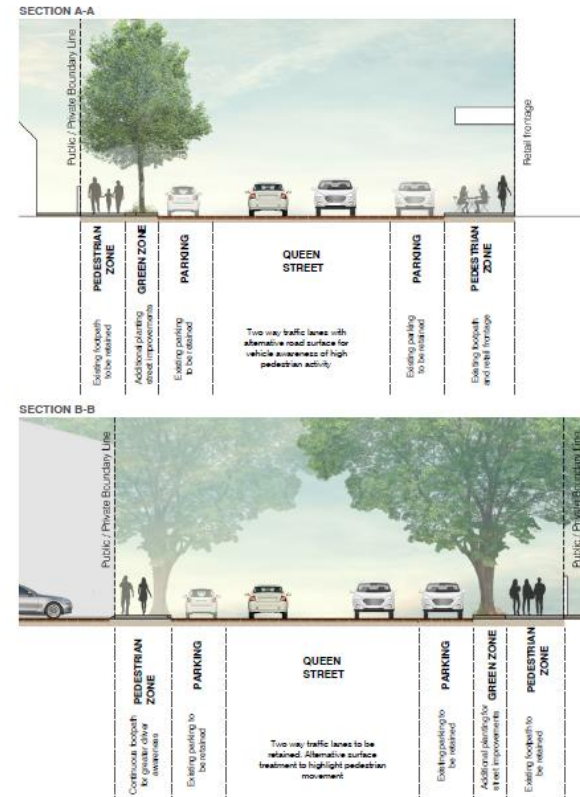 SECTION A-A
Public / Private Boundary Line
Retail frontage
PEDESTRIAN
ZONE
GREEN ZONE
PARKING
QUEEN
STREET
PARKING
PEDESTRIAN
ZONE
Existing footpath
to be retained
Additional planting
street improvements
Existing parking
to be retained
Two way traffic lanes with
alternative road surface for
vehicle awareness of high
pedestrian activity
Existing parking
to be retained
Existing footpath
and retail frontage
SECTION B-B
Public / Private Boundary Line
Public / Private Boundary Line
PEDESTRIAN
ZONE
PARKING
QUEEN
STREET
PARKING
GREEN ZONE
PEDESTRIAN
ZONE
Continuous footpath
for greater driver
awareness
Existing parking to
be retained
Two way traffic lanes to be
retained. Alternative surface
treatment to highlight pedestrian
movement
Existing parking to
be retained
Additional planting for
street improvements
Existing footpath to
be retained